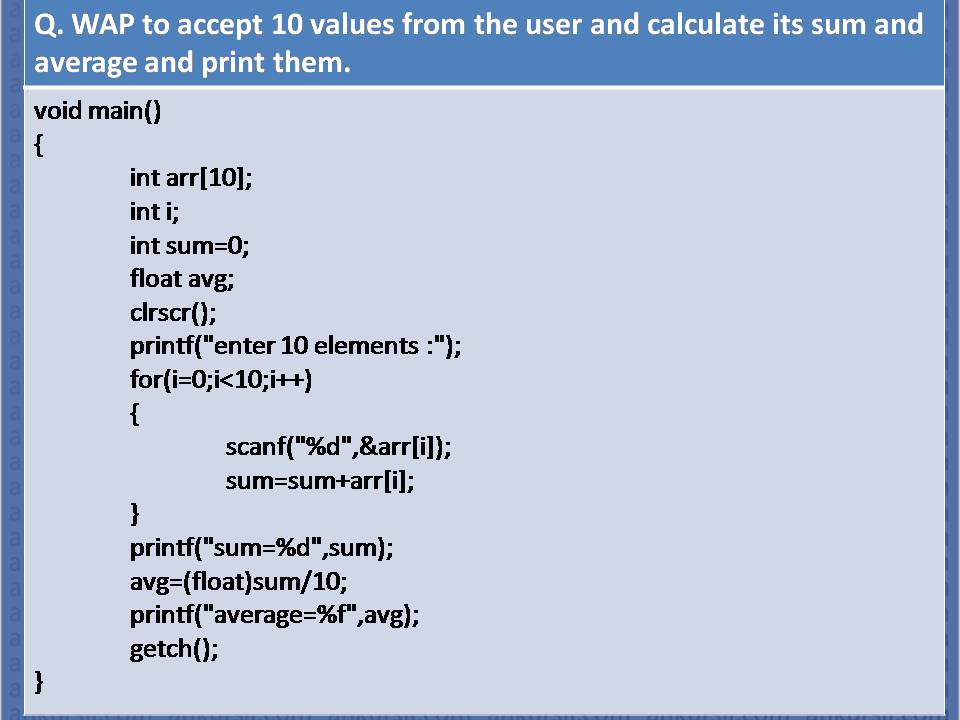 Q. WAP to accept 10 values from the user and calculate its sum and
average and print them.
void main()
{
int arr[10];
int i;
int sum=0;
float avg;
clrscr();
printf("enter 10 elements :");
for(i=0;i<10;i++)
{
scanf("%d",&arr[i]);
sum=sum+arr[i];
}
printf("sum=%d",sum);
avg=(float)sum/10;
printf("average=%f",avg);
getch();
}